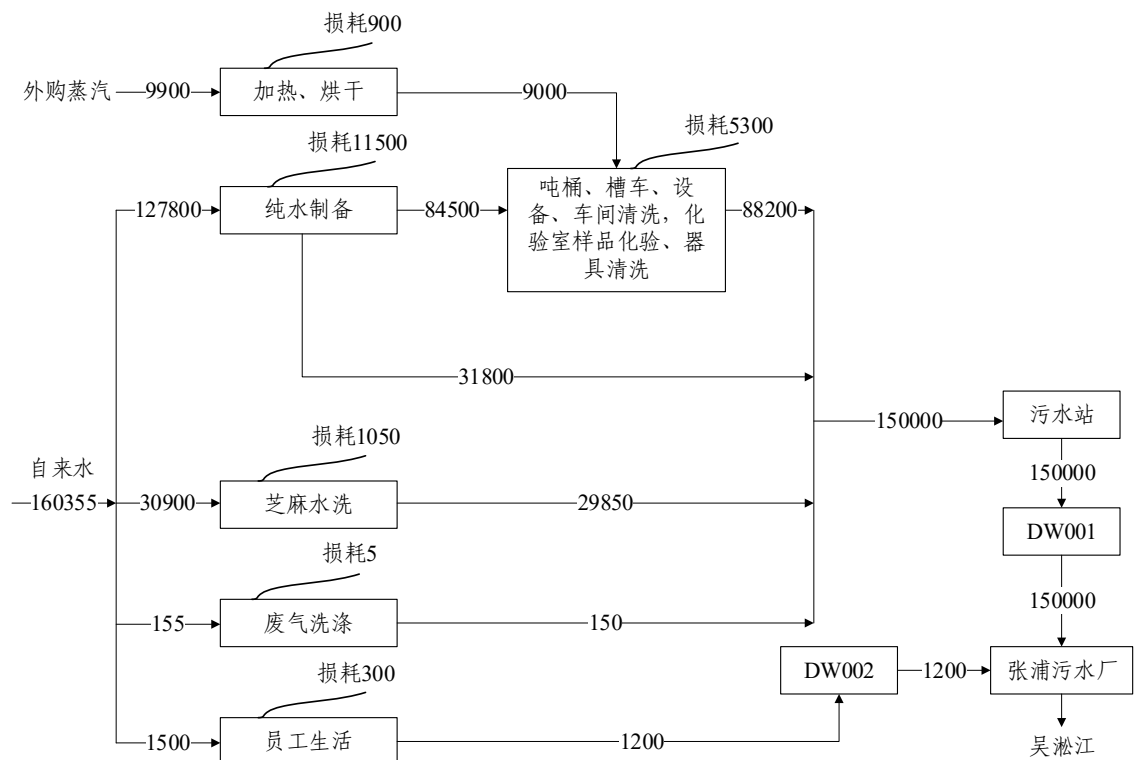 损耗900
外购蒸汽
9900
加热、烘干
9000
损耗5300
损耗11500
127800
纯水制备
84500
吨桶、槽车、设
备、车间清洗，化
验室样品化验、器
具清洗
88200
31800
150000
污水站
损耗1050
自来水
160355
30900
芝麻水洗
29850
150000
DW001
损耗5
155
废气洗涤
150
150000
损耗300
DW002
1200
张浦污水厂
1500
员工生活
1200
吴淞江